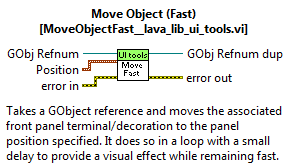 Move Object (Fast)
[MoveObjectFast__lava_lib_ui_tools.vi]
GObj Refnum
UI tools
GObj Refnum dup
Position
Move
Fast
error in
error out
Takes a GObject reference and moves the associated
front panel terminal/decoration to the panel
position specified. It does so in a loop with a small
delay to provide a visual effect while remaining fast.